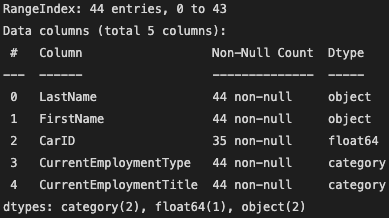 RangeIndex: 44 entries, 0 to 43
Data columns (total 5 columns):
 #   Column                 Non-Null Count  Dtype
---  ------                 --------------  -----
 0   LastName               44 non-null     object
 1   FirstName              44 non-null     object
 2   CarID                  35 non-null     float64
 3   CurrentEmploymentType  44 non-null     category
 4   CurrentEmploymentTitle 44 non-null     category
dtypes: category(2), float64(1), object(2)